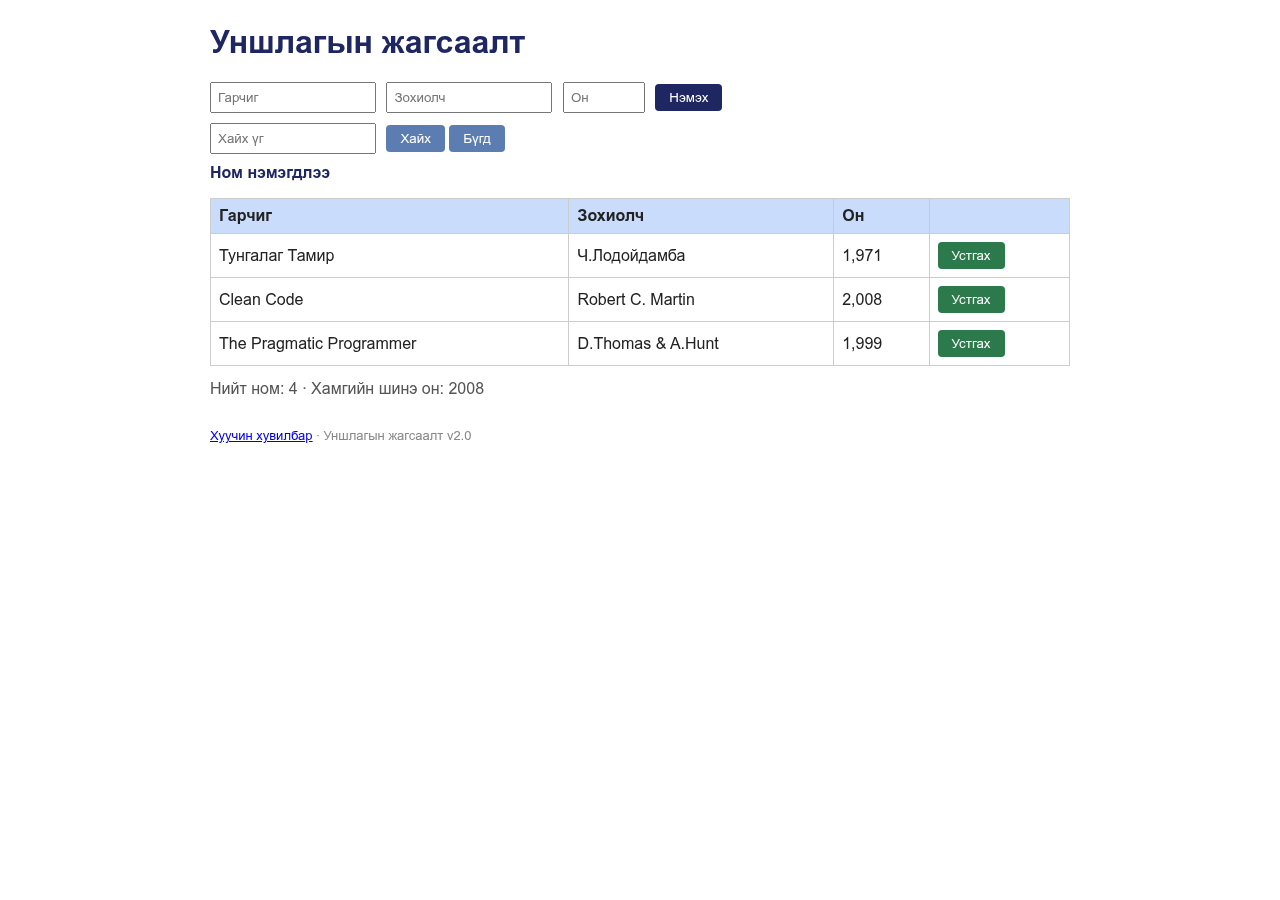 Уншлагын жагсаалт
Гарчиг Зохиолч Он Нэмэх
Хайх үг Хайх Бүгд
Ном нэмэгдлээ
Гарчиг Зохиолч Он
Тунгалаг Тамир Ч.Лодойдамба 1,971 Устгах
Clean Code Robert C. Martin 2,008 Устгах
The Pragmatic Programmer D.Thomas & A.Hunt 1,999 Устгах
Нийт ном: 4 · Хамгийн шинэ он: 2008
Хуучин хувилбар · Уншлагын жагсаалт v2.0